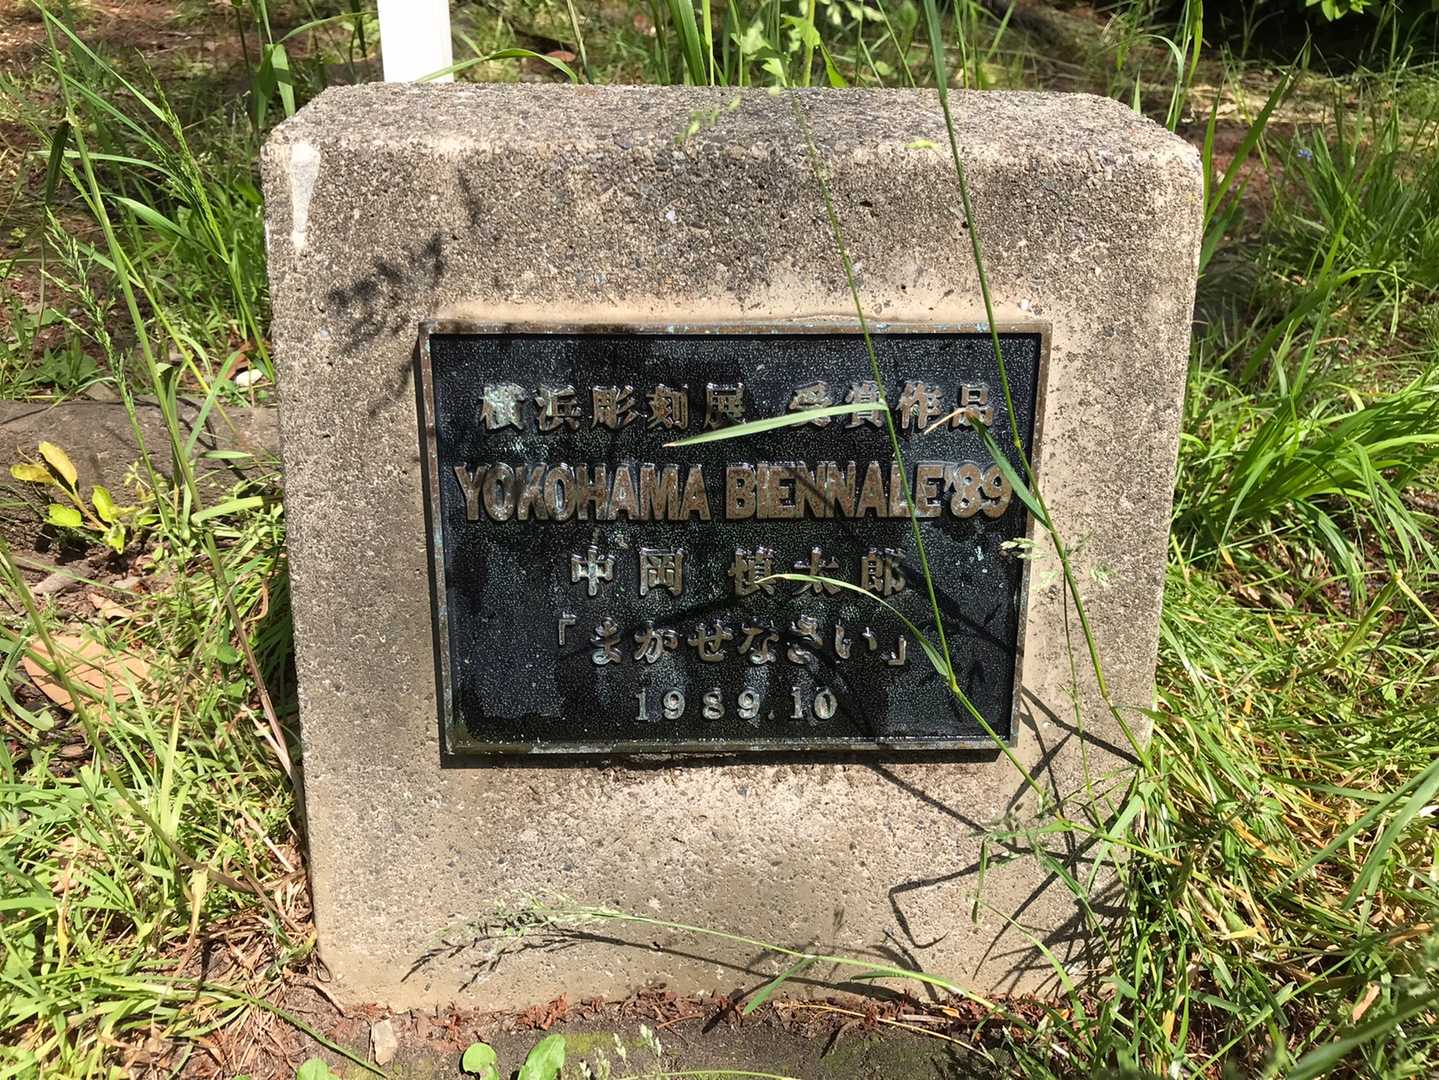 横浜彫刻展 受賞作品
YOKOHAMA BIENNALE'89
中岡 慎太郎
「まかせなさい」
1989.10